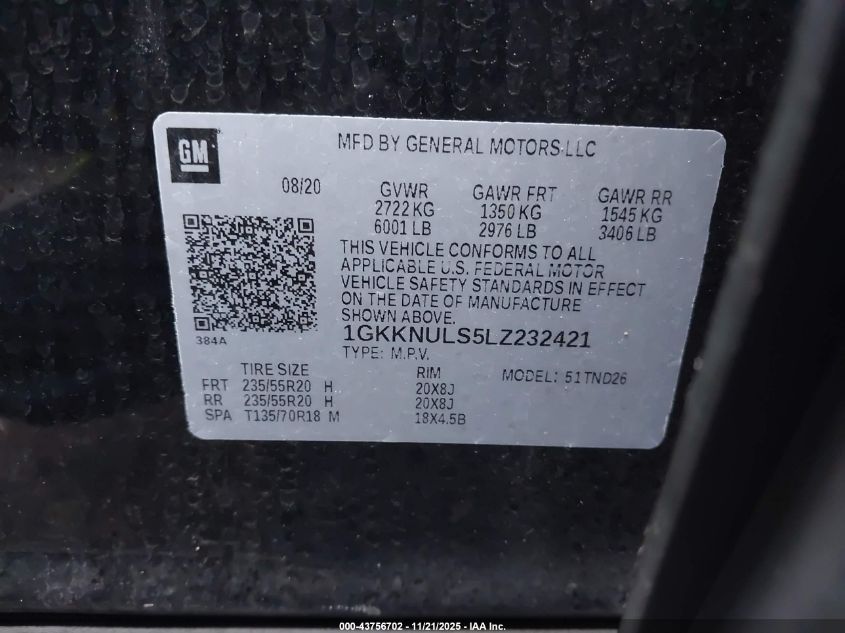 GM
MFD BY GENERAL MOTORS LLC
08/20
GVWR GAWR FRT GAWR RR
2722 KG 1350 KG 1545 KG
6001 LB 2976 LB 3406 LB
THIS VEHICLE CONFORMS TO ALL
APPLICABLE U.S. FEDERAL MOTOR
VEHICLE SAFETY STANDARDS IN EFFECT
ON THE DATE OF MANUFACTURE
SHOWN ABOVE.
1GKKNULS5LZ232421
384A
TYPE: M.P.V.
TIRE SIZE RIM MODEL: 51TND26
FRT 235/55R20 H 20X8J
RR 235/55R20 H 20X8J
SPA T135/70R18 M 18X4.5B
000-43756702 - 11/21/2025 - IAA Inc.